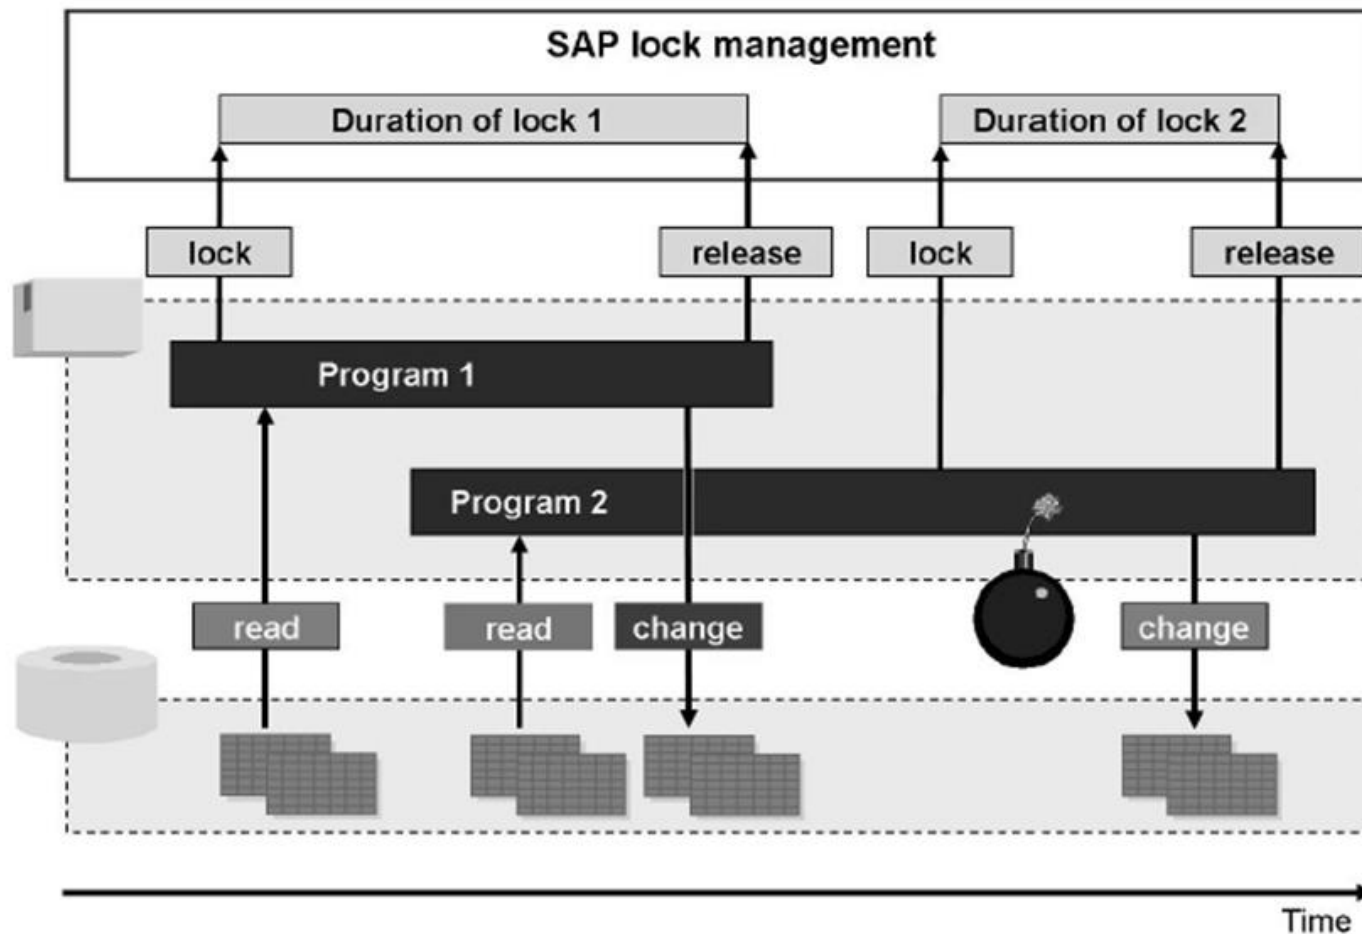 SAP lock management
Duration of lock 1
Duration of lock 2
lock
release
lock
release
Program 1
Program 2
read
read
change
change
Time